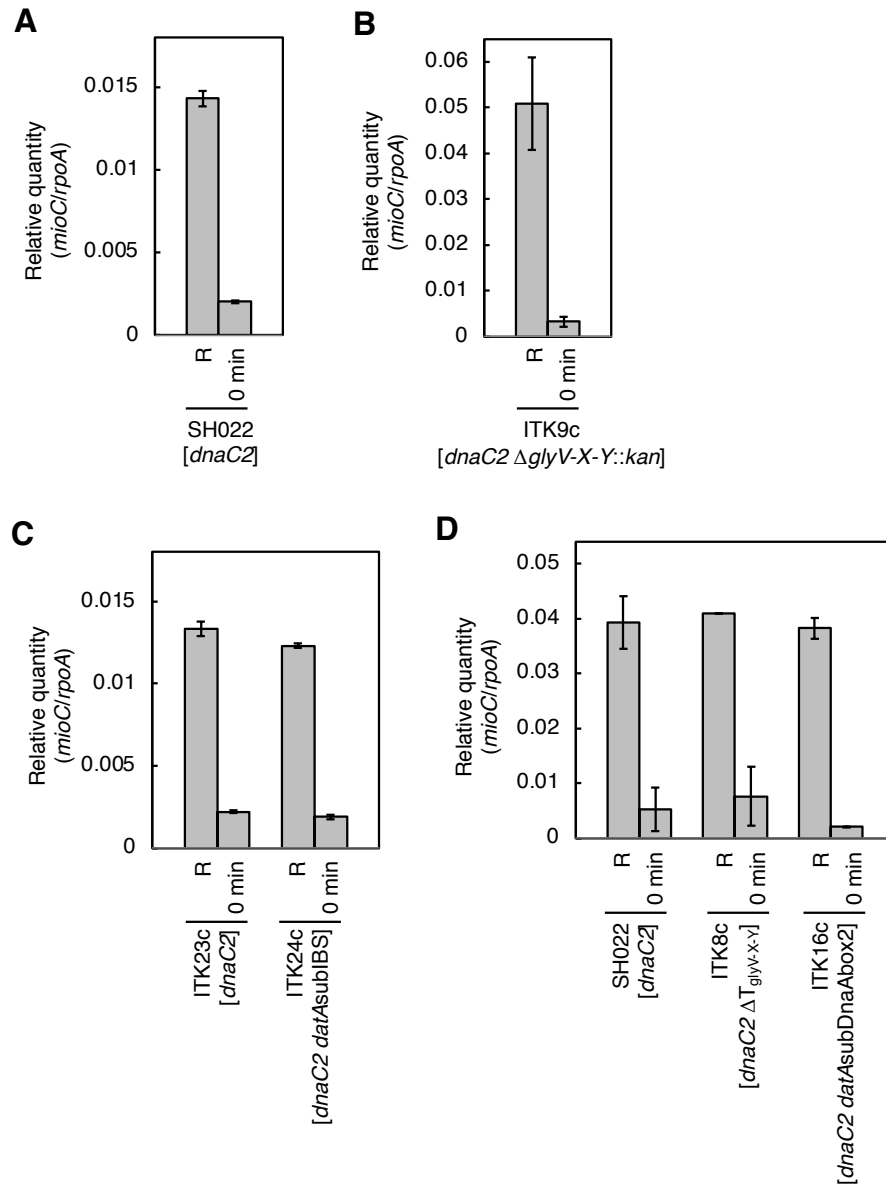 A
Relative quantity
(mioC/rpoA)
0.015
0.01
0.005
0
R
0 min
SH022
[dnaC2]
B
Relative quantity
(mioC/rpoA)
0.06
0.05
0.04
0.03
0.02
0.01
0
R
0 min
ITK9c
[dnaC2 ΔglyV-X-Y::kan]
C
Relative quantity
(mioC/rpoA)
0.015
0.01
0.005
0
R
0 min
R
0 min
ITK23c
[dnaC2]
ITK24c
[dnaC2 datAsubIBS]
D
Relative quantity
(mioC/rpoA)
0.05
0.04
0.03
0.02
0.01
0
R
0 min
R
0 min
R
0 min
SH022
[dnaC2]
ITK8c
[dnaC2 ΔTglyV-X-Y]
ITK16c
[dnaC2 datAsubDnaAbox2]